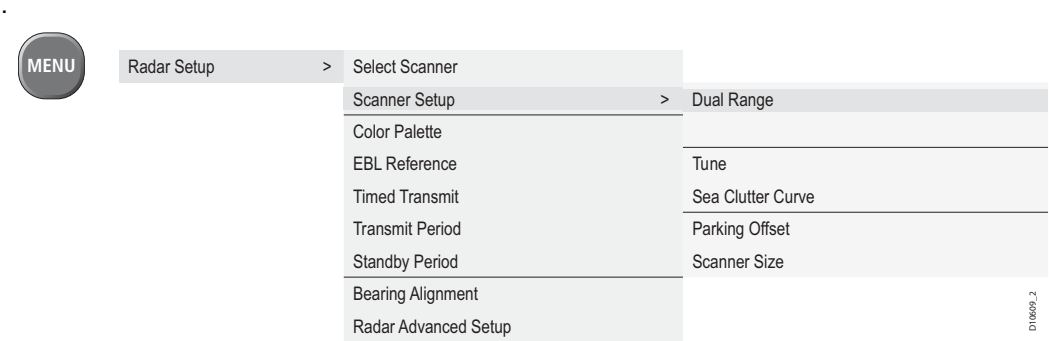 .
MENU
Radar Setup >
Select Scanner
Scanner Setup >
Color Palette
EBL Reference
Timed Transmit
Transmit Period
Standby Period
Bearing Alignment
Radar Advanced Setup
Dual Range
Tune
Sea Clutter Curve
Parking Offset
Scanner Size
D10609_2